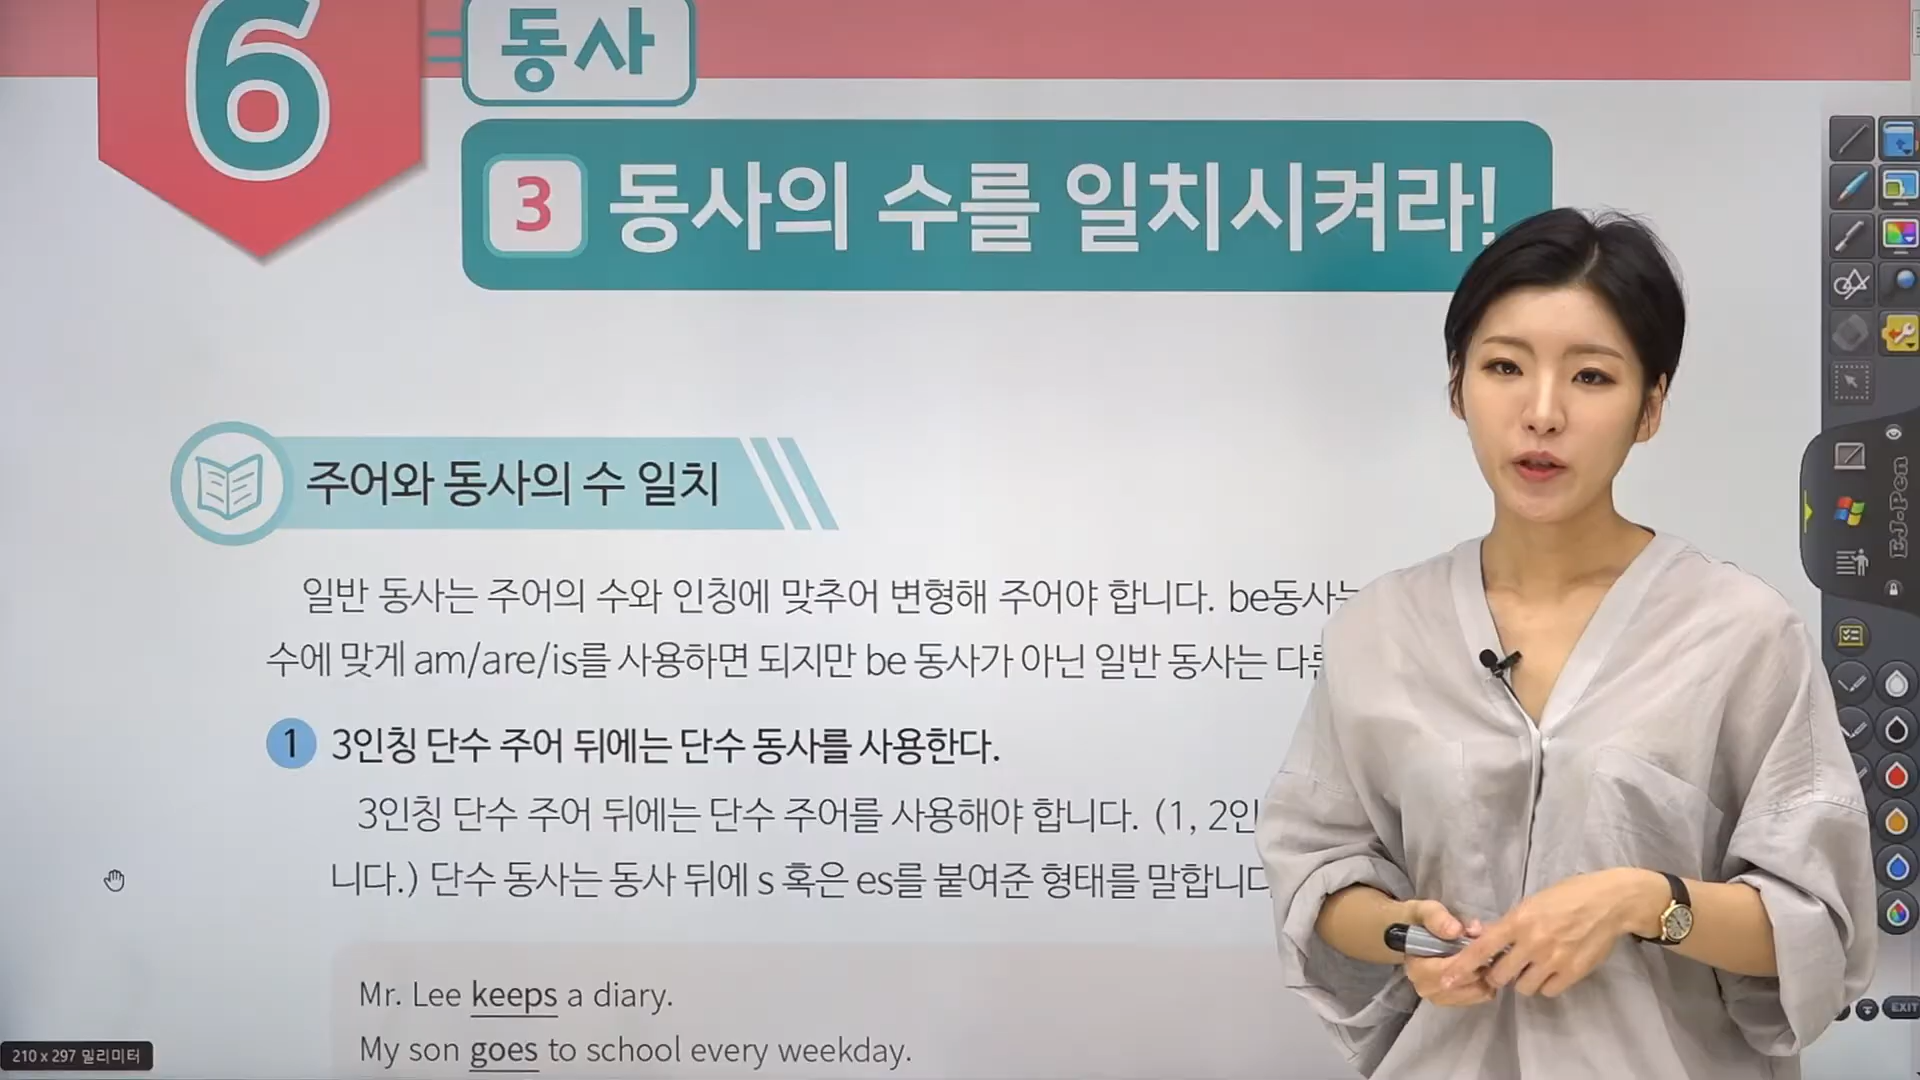 6
동사
3 동사의 수를 일치시켜라!
주어와 동사의 수 일치
일반 동사는 주어의 수와 인칭에 맞추어 변형해 주어야 합니다. be동사는
수에 맞게 am/are/is를 사용하면 되지만 be 동사가 아닌 일반 동사는
1 3인칭 단수 주어 뒤에는 단수 동사를 사용한다.
3인칭 단수 주어 뒤에는 단수 주어를 사용해야 합니다. (1, 2인
니다.) 단수 동사는 동사 뒤에 s 혹은 es를 붙여준 형태를 말합니다
Mr. Lee keeps a diary.
My son goes to school every weekday.
210 x 297 밀리미터
EJ-Pen
EXIT